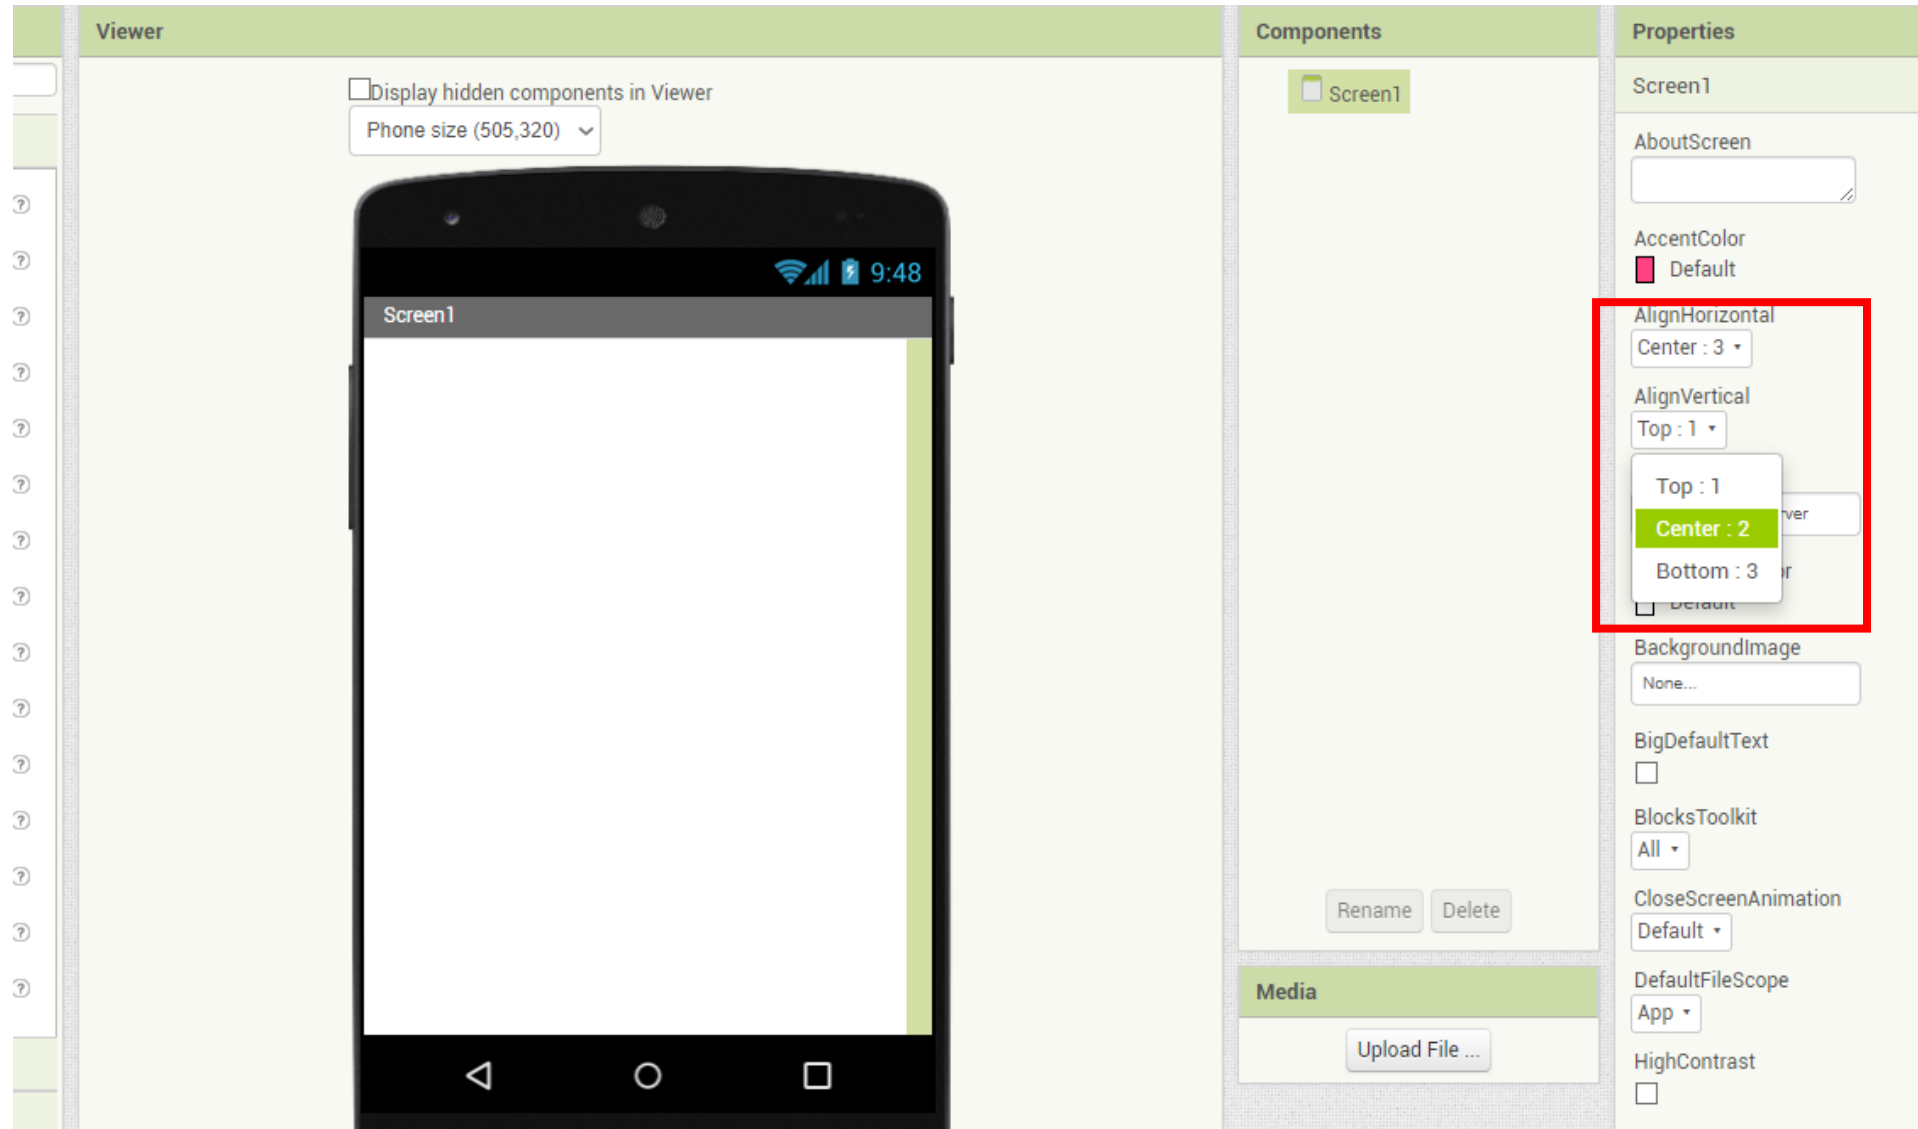 Viewer
Display hidden components in Viewer
Phone size (505,320)
9:48
Screen1
Components
Screen1
Rename
Delete
Media
Upload File ...
Properties
Screen1
AboutScreen
AccentColor
Default
AlignHorizontal
Center : 3
AlignVertical
Top : 1
Top : 1
Center : 2
Bottom : 3
Default
BackgroundImage
None...
BigDefaultText
BlocksToolkit
All
CloseScreenAnimation
Default
DefaultFileScope
App
HighContrast